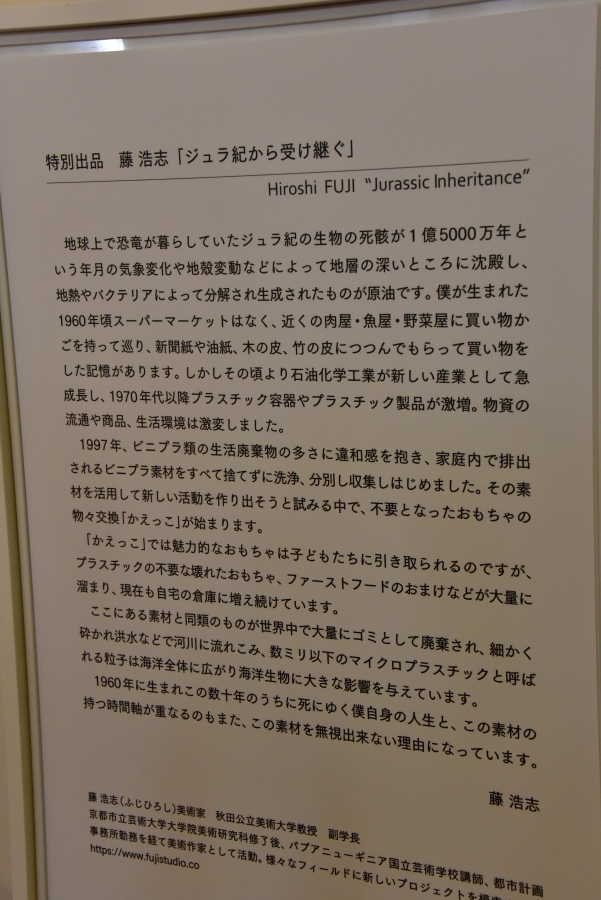 特別出品　藤 浩志「ジュラ紀から受け継ぐ」
Hiroshi FUJI “Jurassic Inheritance”
地球上で恐竜が暮らしていたジュラ紀の生物の死骸が1億5000万年と
いう年月の気象変化や地殻変動などによって地層の深いところに沈殿し、
地熱やバクテリアによって分解され生成されたものが原油です。僕が生まれた
1960年頃スーパーマーケットはなく、近くの肉屋・魚屋・野菜屋に買い物か
ごを持って巡り、新聞紙や油紙、木の皮、竹の皮につつんでもらって買い物を
した記憶があります。しかしその頃より石油化学工業が新しい産業として急
成長し、1970年代以降プラスチック容器やプラスチック製品が激増。物資の
流通や商品、生活環境は激変しました。
1997年、ビニプラ類の生活廃棄物の多さに違和感を抱き、家庭内で排出
されるビニプラ素材をすべて捨てずに洗浄、分別し収集しはじめました。その素
材を活用して新しい活動を作り出そうと試みる中で、不要となったおもちゃの
物々交換「かえっこ」が始まります。
「かえっこ」では魅力的なおもちゃは子どもたちに引き取られるのですが、
プラスチックの不要な壊れたおもちゃ、ファーストフードのおまけなどが大量に
溜まり、現在も自宅の倉庫に増え続けています。
ここにある素材と同類のものが世界中で大量にゴミとして廃棄され、細かく
砕かれ洪水などで河川に流れこみ、数ミリ以下のマイクロプラスチックと呼ば
れる粒子は海洋全体に広がり海洋生物に大きな影響を与えています。
1960年に生まれこの数十年のうちに死にゆく僕自身の人生と、この素材の
持つ時間軸が重なるのもまた、この素材を無視出来ない理由になっています。
藤 浩志
藤 浩志（ふじひろし）美術家　秋田公立美術大学教授　副学長
京都市立芸術大学大学院美術研究科修了後、パプアニューギニア国立芸術学校講師、都市計画
事務所勤務を経て美術作家として活動。様々なフィールドに新しいプロジェクトを模
https://www.fujistudio.co